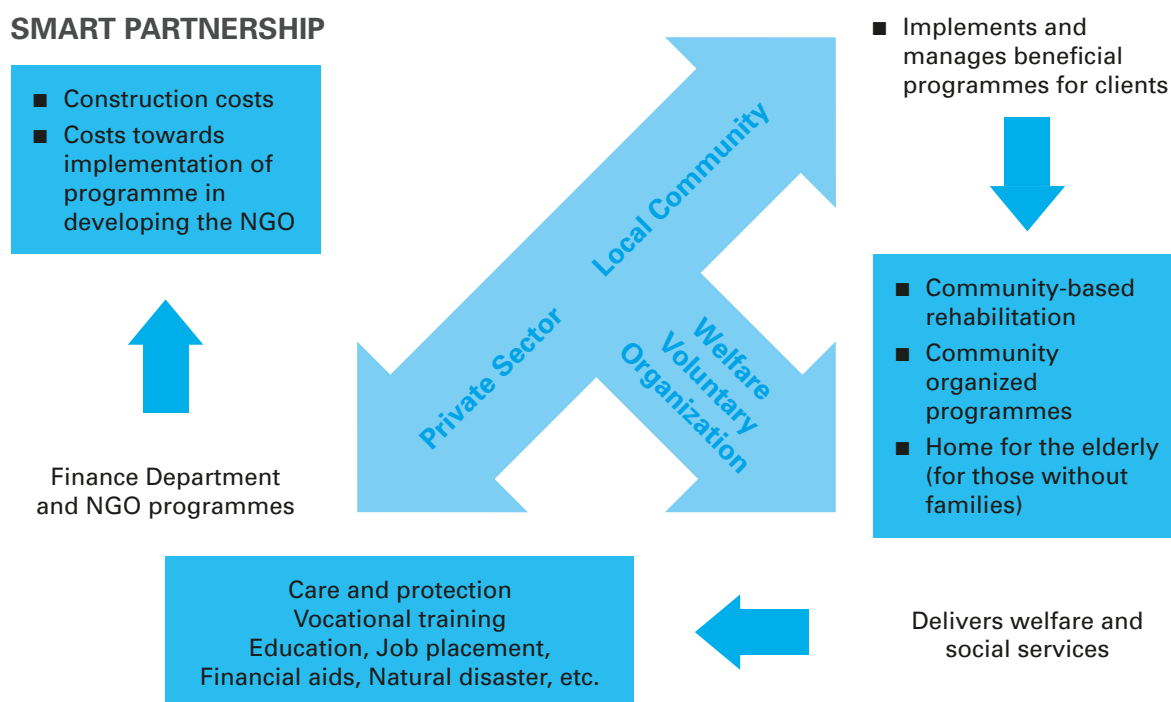 SMART PARTNERSHIP
■ Construction costs
■ Costs towards
implementation of
programme in
developing the NGO
Finance Department
and NGO programmes
Private Sector
Local Community
Welfare
Voluntary
Organization
■ Implements and
manages beneficial
programmes for clients
■ Community-based
rehabilitation
■ Community
organized
programmes
■ Home for the elderly
(for those without
families)
Care and protection
Vocational training
Education, Job placement,
Financial aids, Natural disaster, etc.
Delivers welfare and
social services